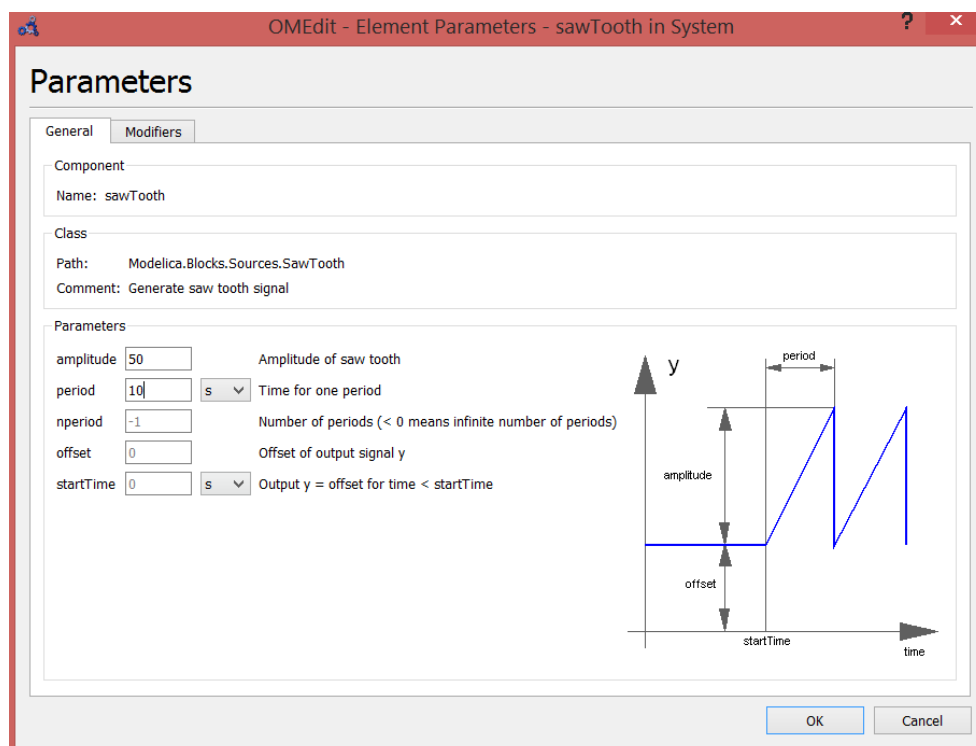 OMEdit - Element Parameters - sawTooth in System
?
x
Parameters
General Modifiers
Component
Name: sawTooth
Class
Path: Modelica.Blocks.Sources.SawTooth
Comment: Generate saw tooth signal
Parameters
amplitude 50 Amplitude of saw tooth
period 10 s Time for one period
nperiod -1 Number of periods (< 0 means infinite number of periods)
offset 0 Offset of output signal y
startTime 0 s Output y = offset for time < startTime
y
period
amplitude
offset
startTime
time
OK Cancel